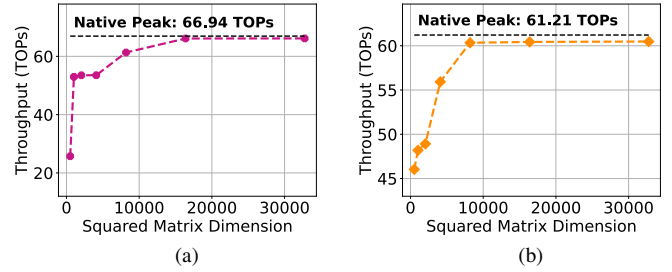 Native Peak: 66.94 TOPs
Throughput (TOPs)
60
40
20
0
10000
20000
30000
Squared Matrix Dimension
(a)
Native Peak: 61.21 TOPs
Throughput (TOPs)
60
55
50
45
0
10000
20000
30000
Squared Matrix Dimension
(b)